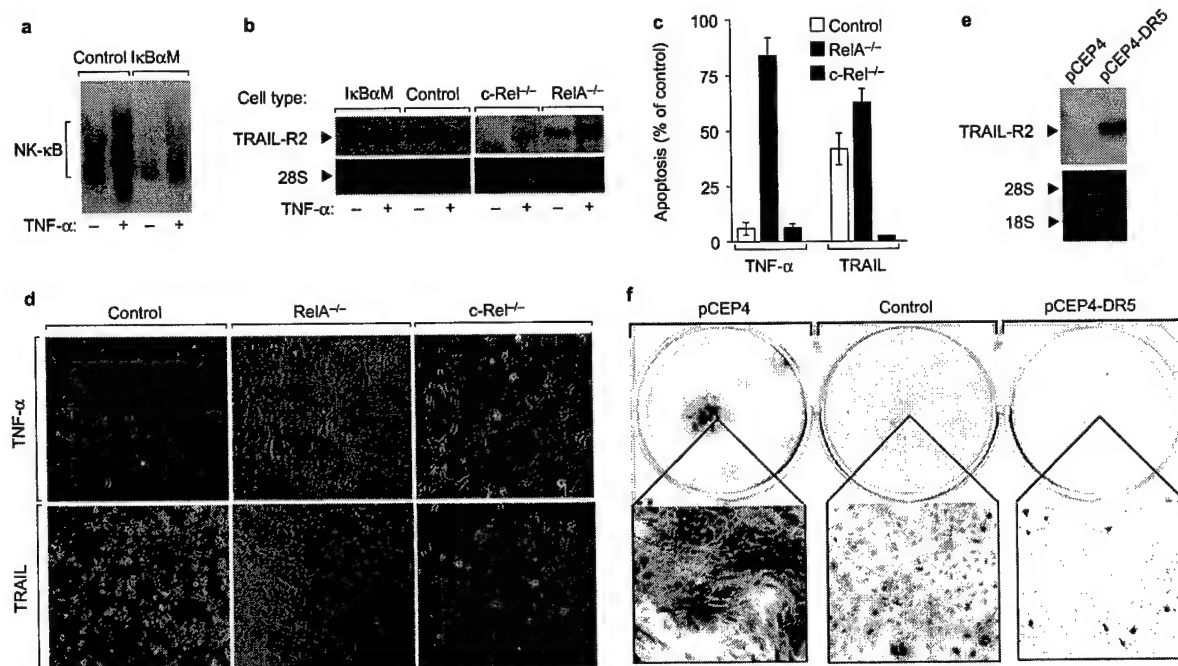 a
Control IκBαM
NK-κB
TNF-α: – + – +
b
Cell type:
IκBαM Control c-Rel–/– RelA–/–
TRAIL-R2
28S
TNF-α: – + – + – + – +
c
100
75
50
25
0
Apoptosis (% of control)
Control
RelA–/–
c-Rel–/–
TNF-α TRAIL
e
pCEP4
pCEP4-DR5
TRAIL-R2
28S
18S
d
Control RelA–/– c-Rel–/–
TNF-α
TRAIL
f
pCEP4 Control pCEP4-DR5